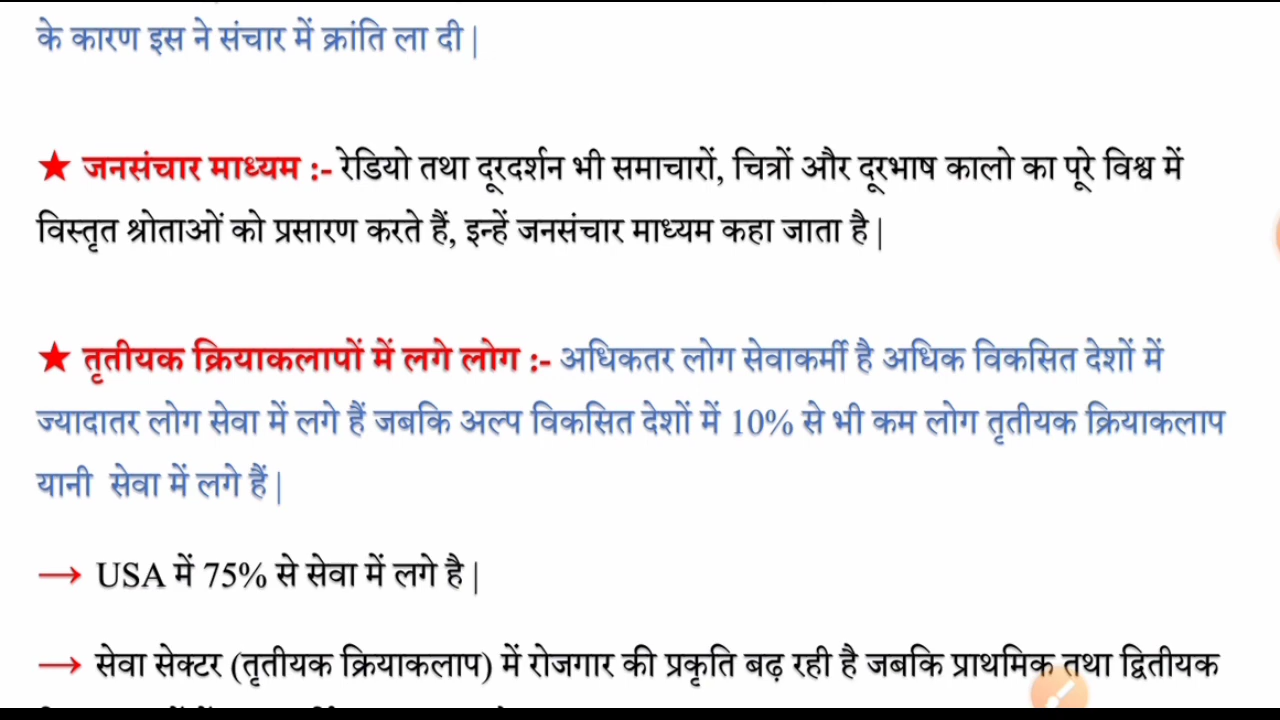 के कारण इस ने संचार में क्रांति ला दी |
★ जनसंचार माध्यम :- रेडियो तथा दूरदर्शन भी समाचारों, चित्रों और दूरभाष कालो का पूरे विश्व में
विस्तृत श्रोताओं को प्रसारण करते हैं, इन्हें जनसंचार माध्यम कहा जाता है |
★ तृतीयक क्रियाकलापों में लगे लोग :- अधिकतर लोग सेवाकर्मी है अधिक विकसित देशों में
ज्यादातर लोग सेवा में लगे हैं जबकि अल्प विकसित देशों में 10% से भी कम लोग तृतीयक क्रियाकलाप
यानी सेवा में लगे हैं |
→ USA में 75% से सेवा में लगे है |
→ सेवा सेक्टर (तृतीयक क्रियाकलाप) में रोजगार की प्रकृति बढ़ रही है जबकि प्राथमिक तथा द्वितीयक